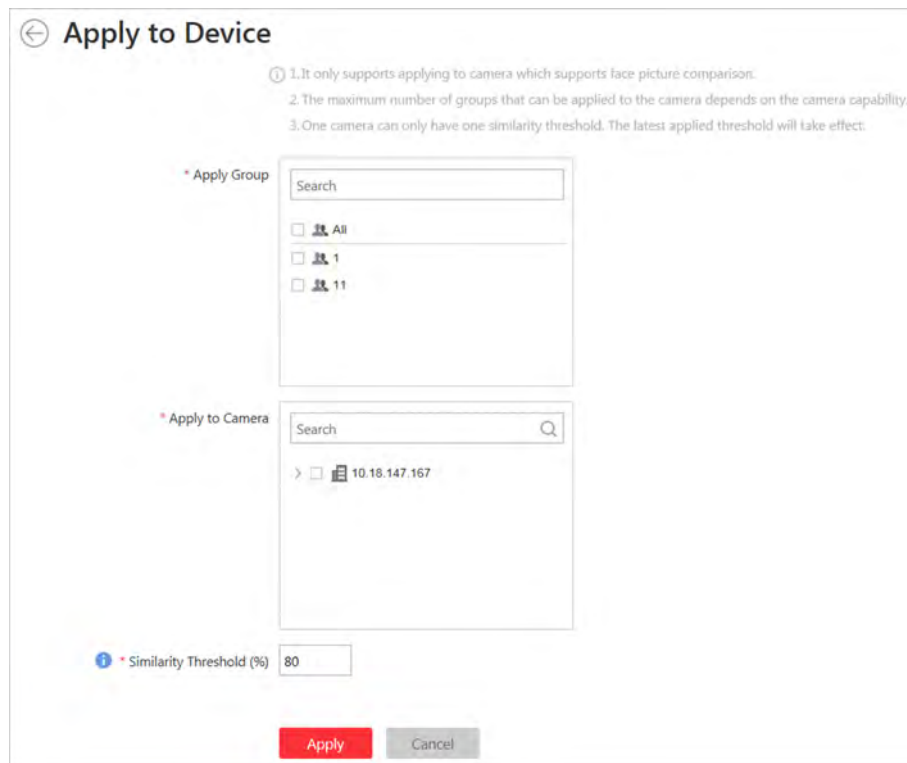 Apply to Device
1. It only supports applying to camera which supports face picture comparison.
2. The maximum number of groups that can be applied to the camera depends on the camera capability.
3. One camera can only have one similarity threshold. The latest applied threshold will take effect.
* Apply Group
Search
All
1
11
* Apply to Camera
Search
10.18.147.167
* Similarity Threshold (%) 80
Apply Cancel